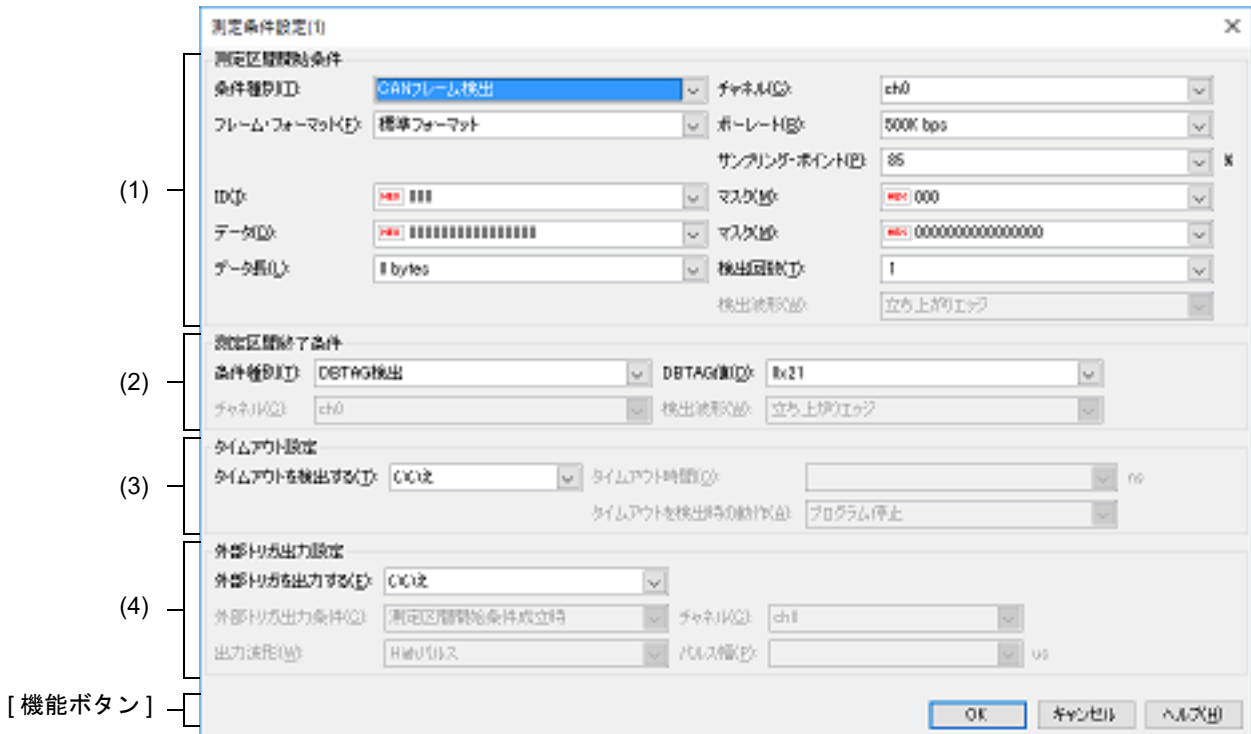 測定条件設定(1)
測定区間開始条件
条件種別(T): CANフレーム検出 チャネル(C): ch0
フレーム・フォーマット(F): 標準フォーマット ボーレート(B): 500K bps
サンプリング・ポイント(P): 85 %
(1)
ID(I): HEX マスク(M): HEX 000
データ(D): HEX マスク(M): HEX 0000000000000000
データ長(L): bytes 検出回数(T): 1
検出波形(W): 立ち上がりエッジ
測定区間終了条件
(2)
条件種別(T): DBTAG検出 DBTAG値(D): 0x21
チャネル(C): ch0 検出波形(W): 立ち上がりエッジ
タイムアウト設定
タイムアウトを検出する(T): いいえ タイムアウト時間(O): ns
(3)
タイムアウトを検出時の動作(A): プログラム停止
外部トリガ出力設定
外部トリガを出力する(E): いいえ
(4)
外部トリガ出力条件(C): 測定区間開始条件成立時 チャネル(C):
出力波形(W): Highパルス パルス幅(P): us
[機能ボタン]
OK キャンセル ヘルプ(H)